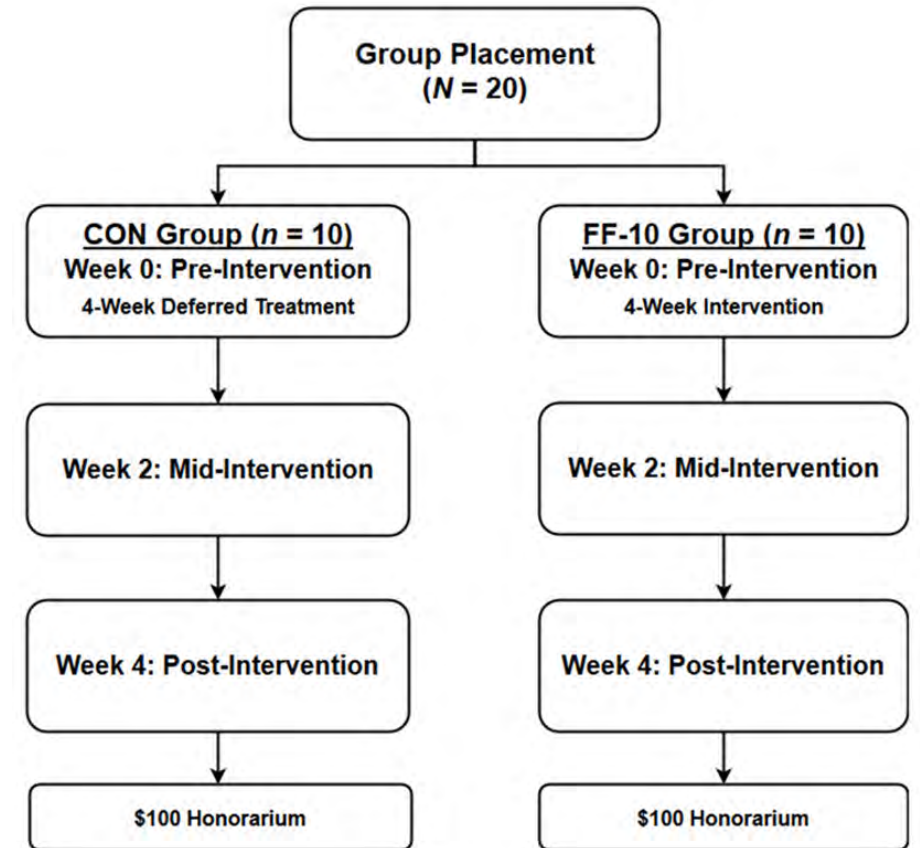 Group Placement
(N = 20)
CON Group (n = 10)
Week 0: Pre-Intervention
4-Week Deferred Treatment
FF-10 Group (n = 10)
Week 0: Pre-Intervention
4-Week Intervention
Week 2: Mid-Intervention
Week 2: Mid-Intervention
Week 4: Post-Intervention
Week 4: Post-Intervention
$100 Honorarium
$100 Honorarium